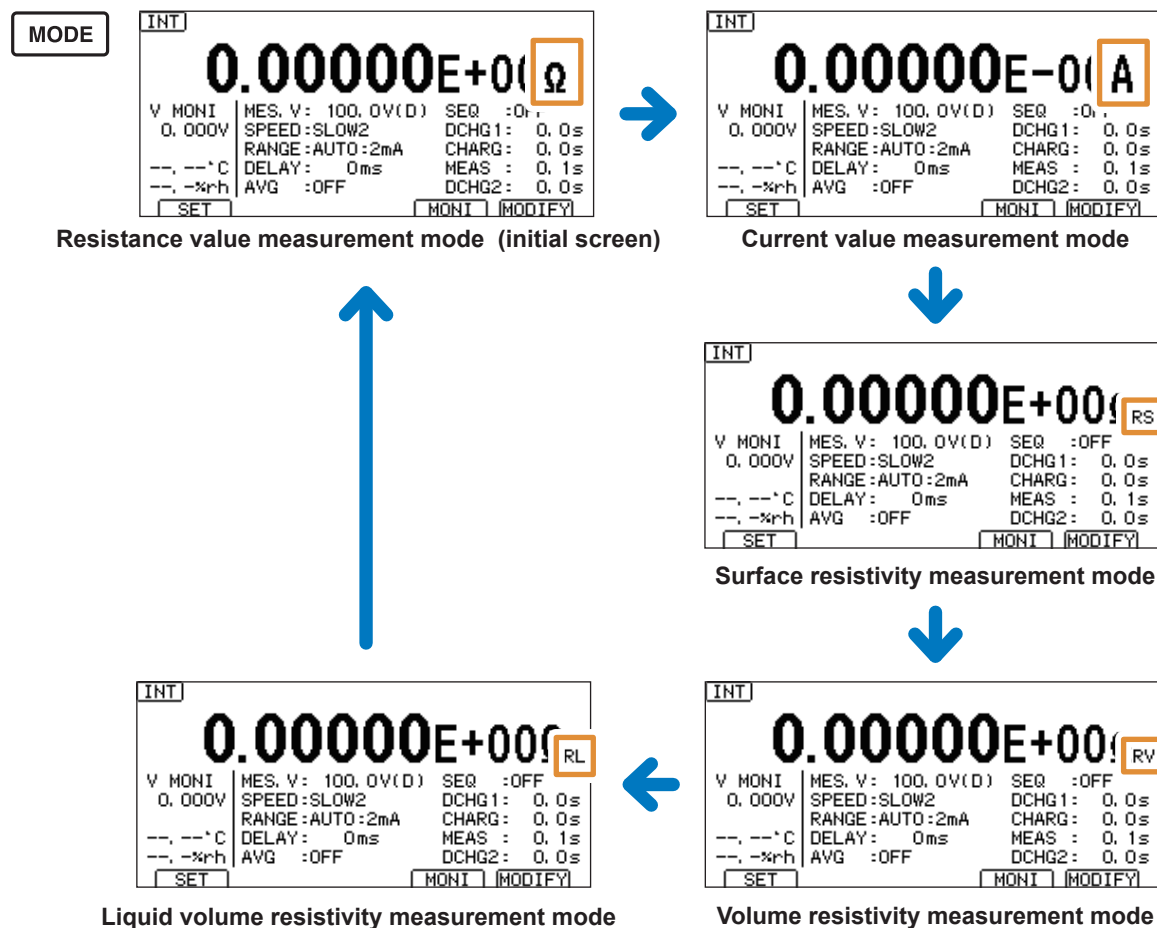 MODE
INT
0.00000E+00 Ω
V MONI
0.000V
--.--°C
--.-%rh
MES.V: 100.0V(D)
SPEED:SLOW2
RANGE:AUTO:2mA
DELAY: 0ms
AVG :OFF
SEQ :OFF
DCHG1: 0.0s
CHARG: 0.0s
MEAS : 0.1s
DCHG2: 0.0s
SET
MONI
MODIFY
Resistance value measurement mode (initial screen)
INT
0.00000E-00 A
V MONI
0.000V
--.--°C
--.-%rh
MES.V: 100.0V(D)
SPEED:SLOW2
RANGE:AUTO:2mA
DELAY: 0ms
AVG :OFF
SEQ :
DCHG1: 0.0s
CHARG: 0.0s
MEAS : 0.1s
DCHG2: 0.0s
SET
MONI
MODIFY
Current value measurement mode
INT
0.00000E+00Ω RS
V MONI
0.000V
--.--°C
--.-%rh
MES.V: 100.0V(D)
SPEED:SLOW2
RANGE:AUTO:2mA
DELAY: 0ms
AVG :OFF
SEQ :OFF
DCHG1: 0.0s
CHARG: 0.0s
MEAS : 0.1s
DCHG2: 0.0s
SET
MONI
MODIFY
Surface resistivity measurement mode
INT
0.00000E+00Ω RV
V MONI
0.000V
--.--°C
--.-%rh
MES.V: 100.0V(D)
SPEED:SLOW2
RANGE:AUTO:2mA
DELAY: 0ms
AVG :OFF
SEQ :OFF
DCHG1: 0.0s
CHARG: 0.0s
MEAS : 0.1s
DCHG2: 0.0s
SET
MONI
MODIFY
Volume resistivity measurement mode
INT
0.00000E+00Ω RL
V MONI
0.000V
--.--°C
--.-%rh
MES.V: 100.0V(D)
SPEED:SLOW2
RANGE:AUTO:2mA
DELAY: 0ms
AVG :OFF
SEQ :OFF
DCHG1: 0.0s
CHARG: 0.0s
MEAS : 0.1s
DCHG2: 0.0s
SET
MONI
MODIFY
Liquid volume resistivity measurement mode